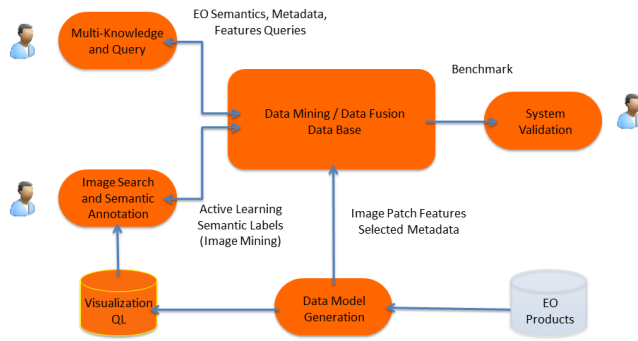 EO Semantics, Metadata,
Features Queries
Multi-Knowledge
and Query
Benchmark
Data Mining / Data Fusion
Data Base
System
Validation
Image Search
and Semantic
Annotation
Active Learning
Semantic Labels
(Image Mining)
Image Patch Features
Selected Metadata
Visualization
QL
Data Model
Generation
EO
Products